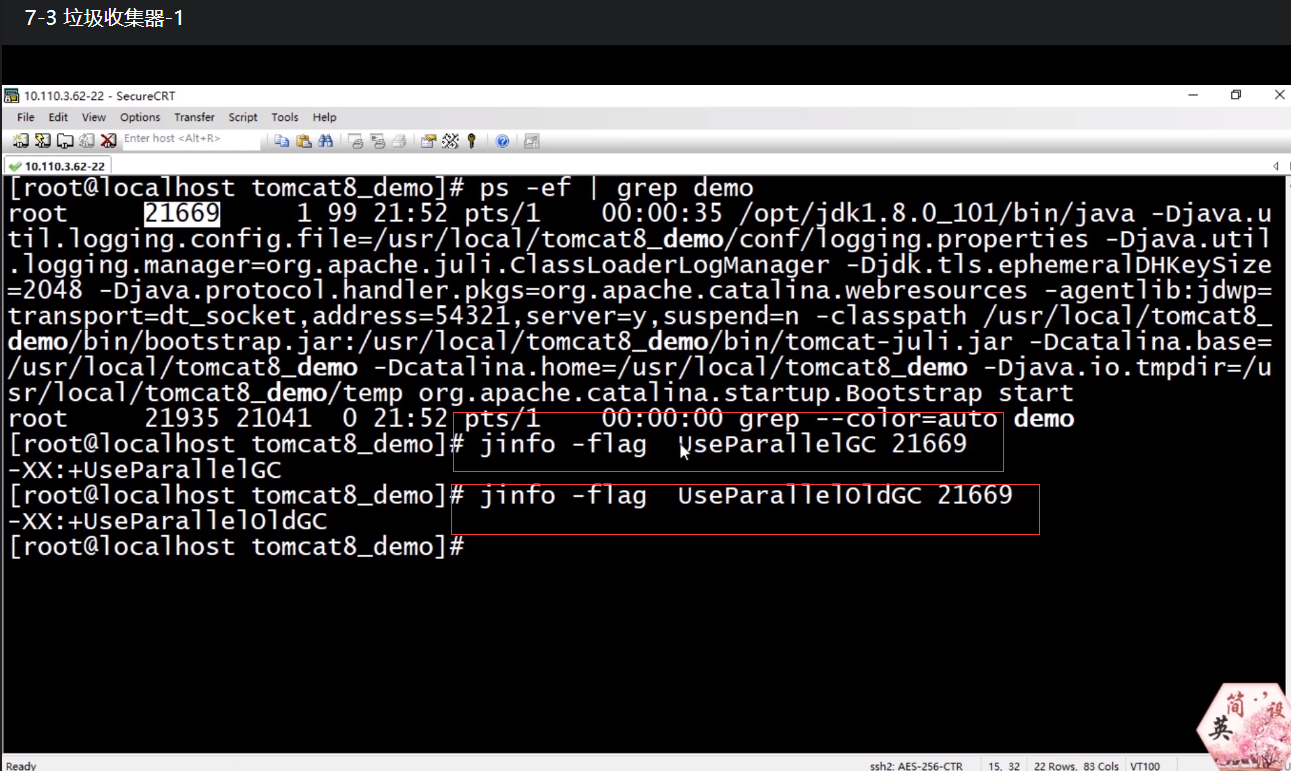 7-3 垃圾收集器-1
10.110.3.62-22 - SecureCRT
File Edit View Options Transfer Script Tools Help
Enter host <Alt+R>
10.110.3.62-22
[root@localhost tomcat8_demo]# ps -ef | grep demo
root     21669     1 99 21:52 pts/1    00:00:35 /opt/jdk1.8.0_101/bin/java -Djava.u
til.logging.config.file=/usr/local/tomcat8_demo/conf/logging.properties -Djava.util
.logging.manager=org.apache.juli.ClassLoaderLogManager -Djdk.tls.ephemeralDHKeySize
=2048 -Djava.protocol.handler.pkgs=org.apache.catalina.webresources -agentlib:jdwp=
transport=dt_socket,address=54321,server=y,suspend=n -classpath /usr/local/tomcat8_
demo/bin/bootstrap.jar:/usr/local/tomcat8_demo/bin/tomcat-juli.jar -Dcatalina.base=
/usr/local/tomcat8_demo -Dcatalina.home=/usr/local/tomcat8_demo -Djava.io.tmpdir=/u
sr/local/tomcat8_demo/temp org.apache.catalina.startup.Bootstrap start
root     21935 21041  0 21:52 pts/1    00:00:00 grep --color=auto demo
[root@localhost tomcat8_demo]# jinfo -flag  UseParallelGC 21669
-XX:+UseParallelGC
[root@localhost tomcat8_demo]# jinfo -flag  UseParallelOldGC 21669
-XX:+UseParallelOldGC
[root@localhost tomcat8_demo]#
简 设
英
Ready ssh2: AES-256-CTR 15, 32 22 Rows, 83 Cols VT100